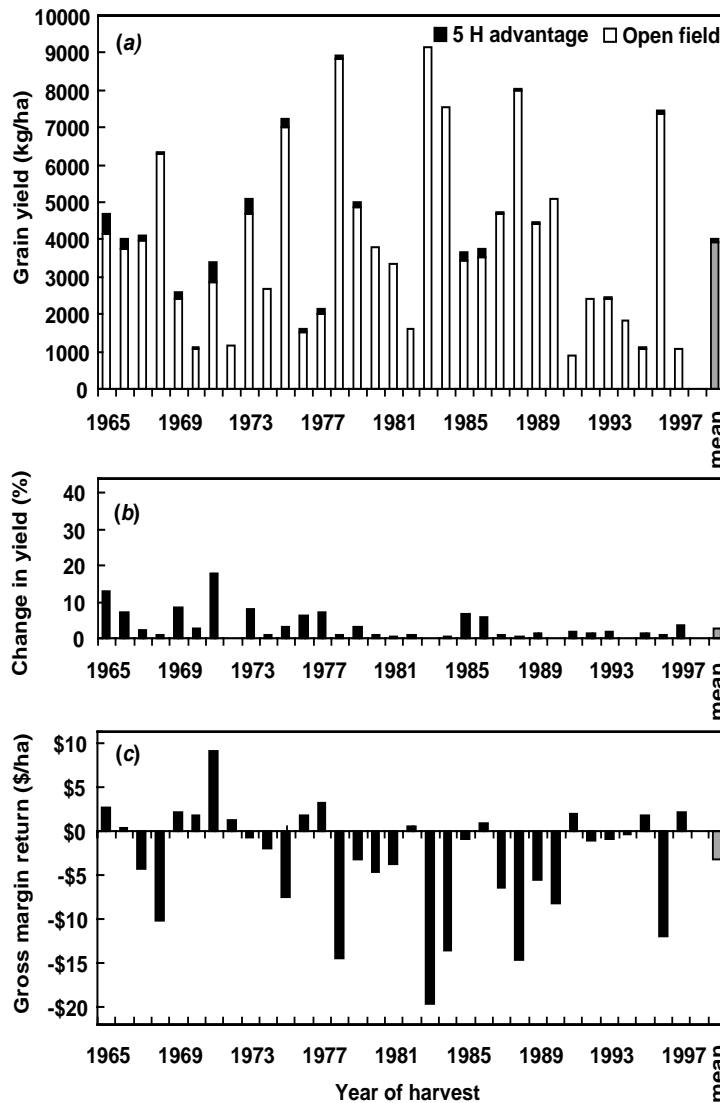 (a)
5 H advantage Open field
Grain yield (kg/ha)
10000
9000
8000
7000
6000
5000
4000
3000
2000
1000
0
1965 1969 1973 1977 1981 1985 1989 1993 1997 mean
(b)
Change in yield (%)
40
30
20
10
0
1965 1969 1973 1977 1981 1985 1989 1993 1997 mean
(c)
Gross margin return ($/ha)
$10
$5
$0
-$5
-$10
-$15
-$20
1965 1969 1973 1977 1981 1985 1989 1993 1997 mean
Year of harvest